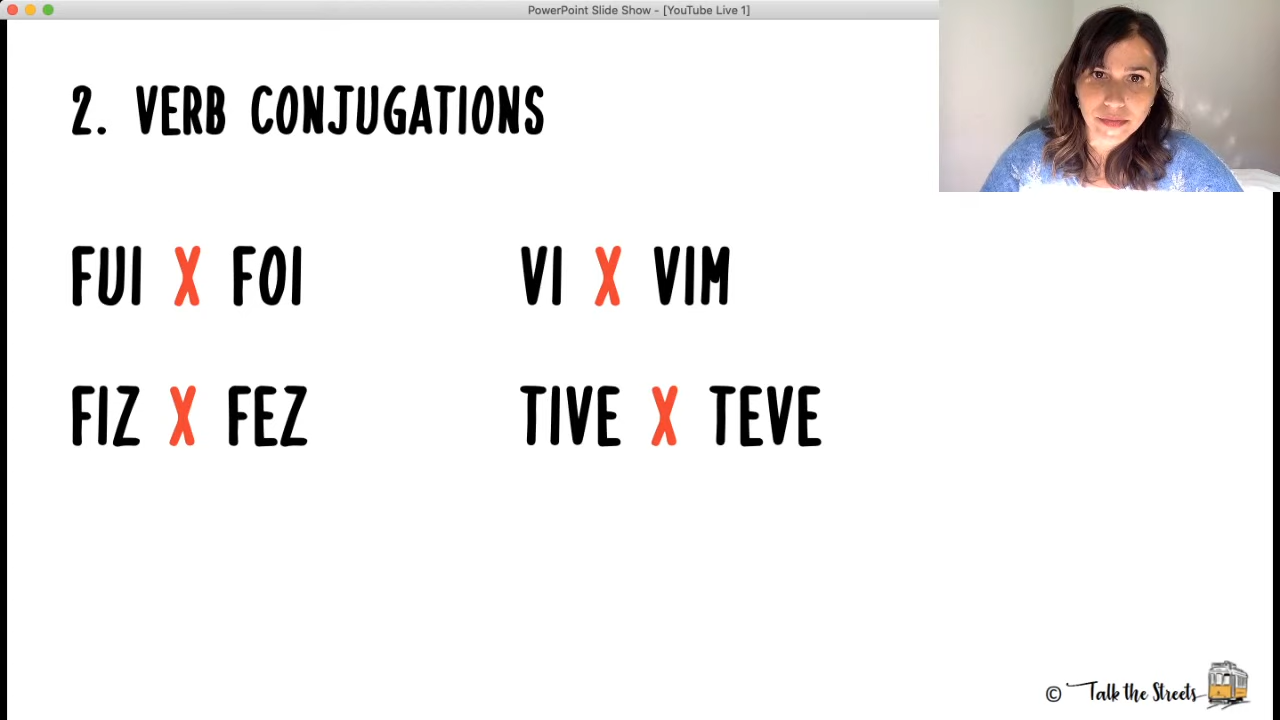 PowerPoint Slide Show - [YouTube Live 1]
2. VERB CONJUGATIONS
FUI X FOI
VI X VIM
FIZ X FEZ
TIVE X TEVE
© Talk the Streets